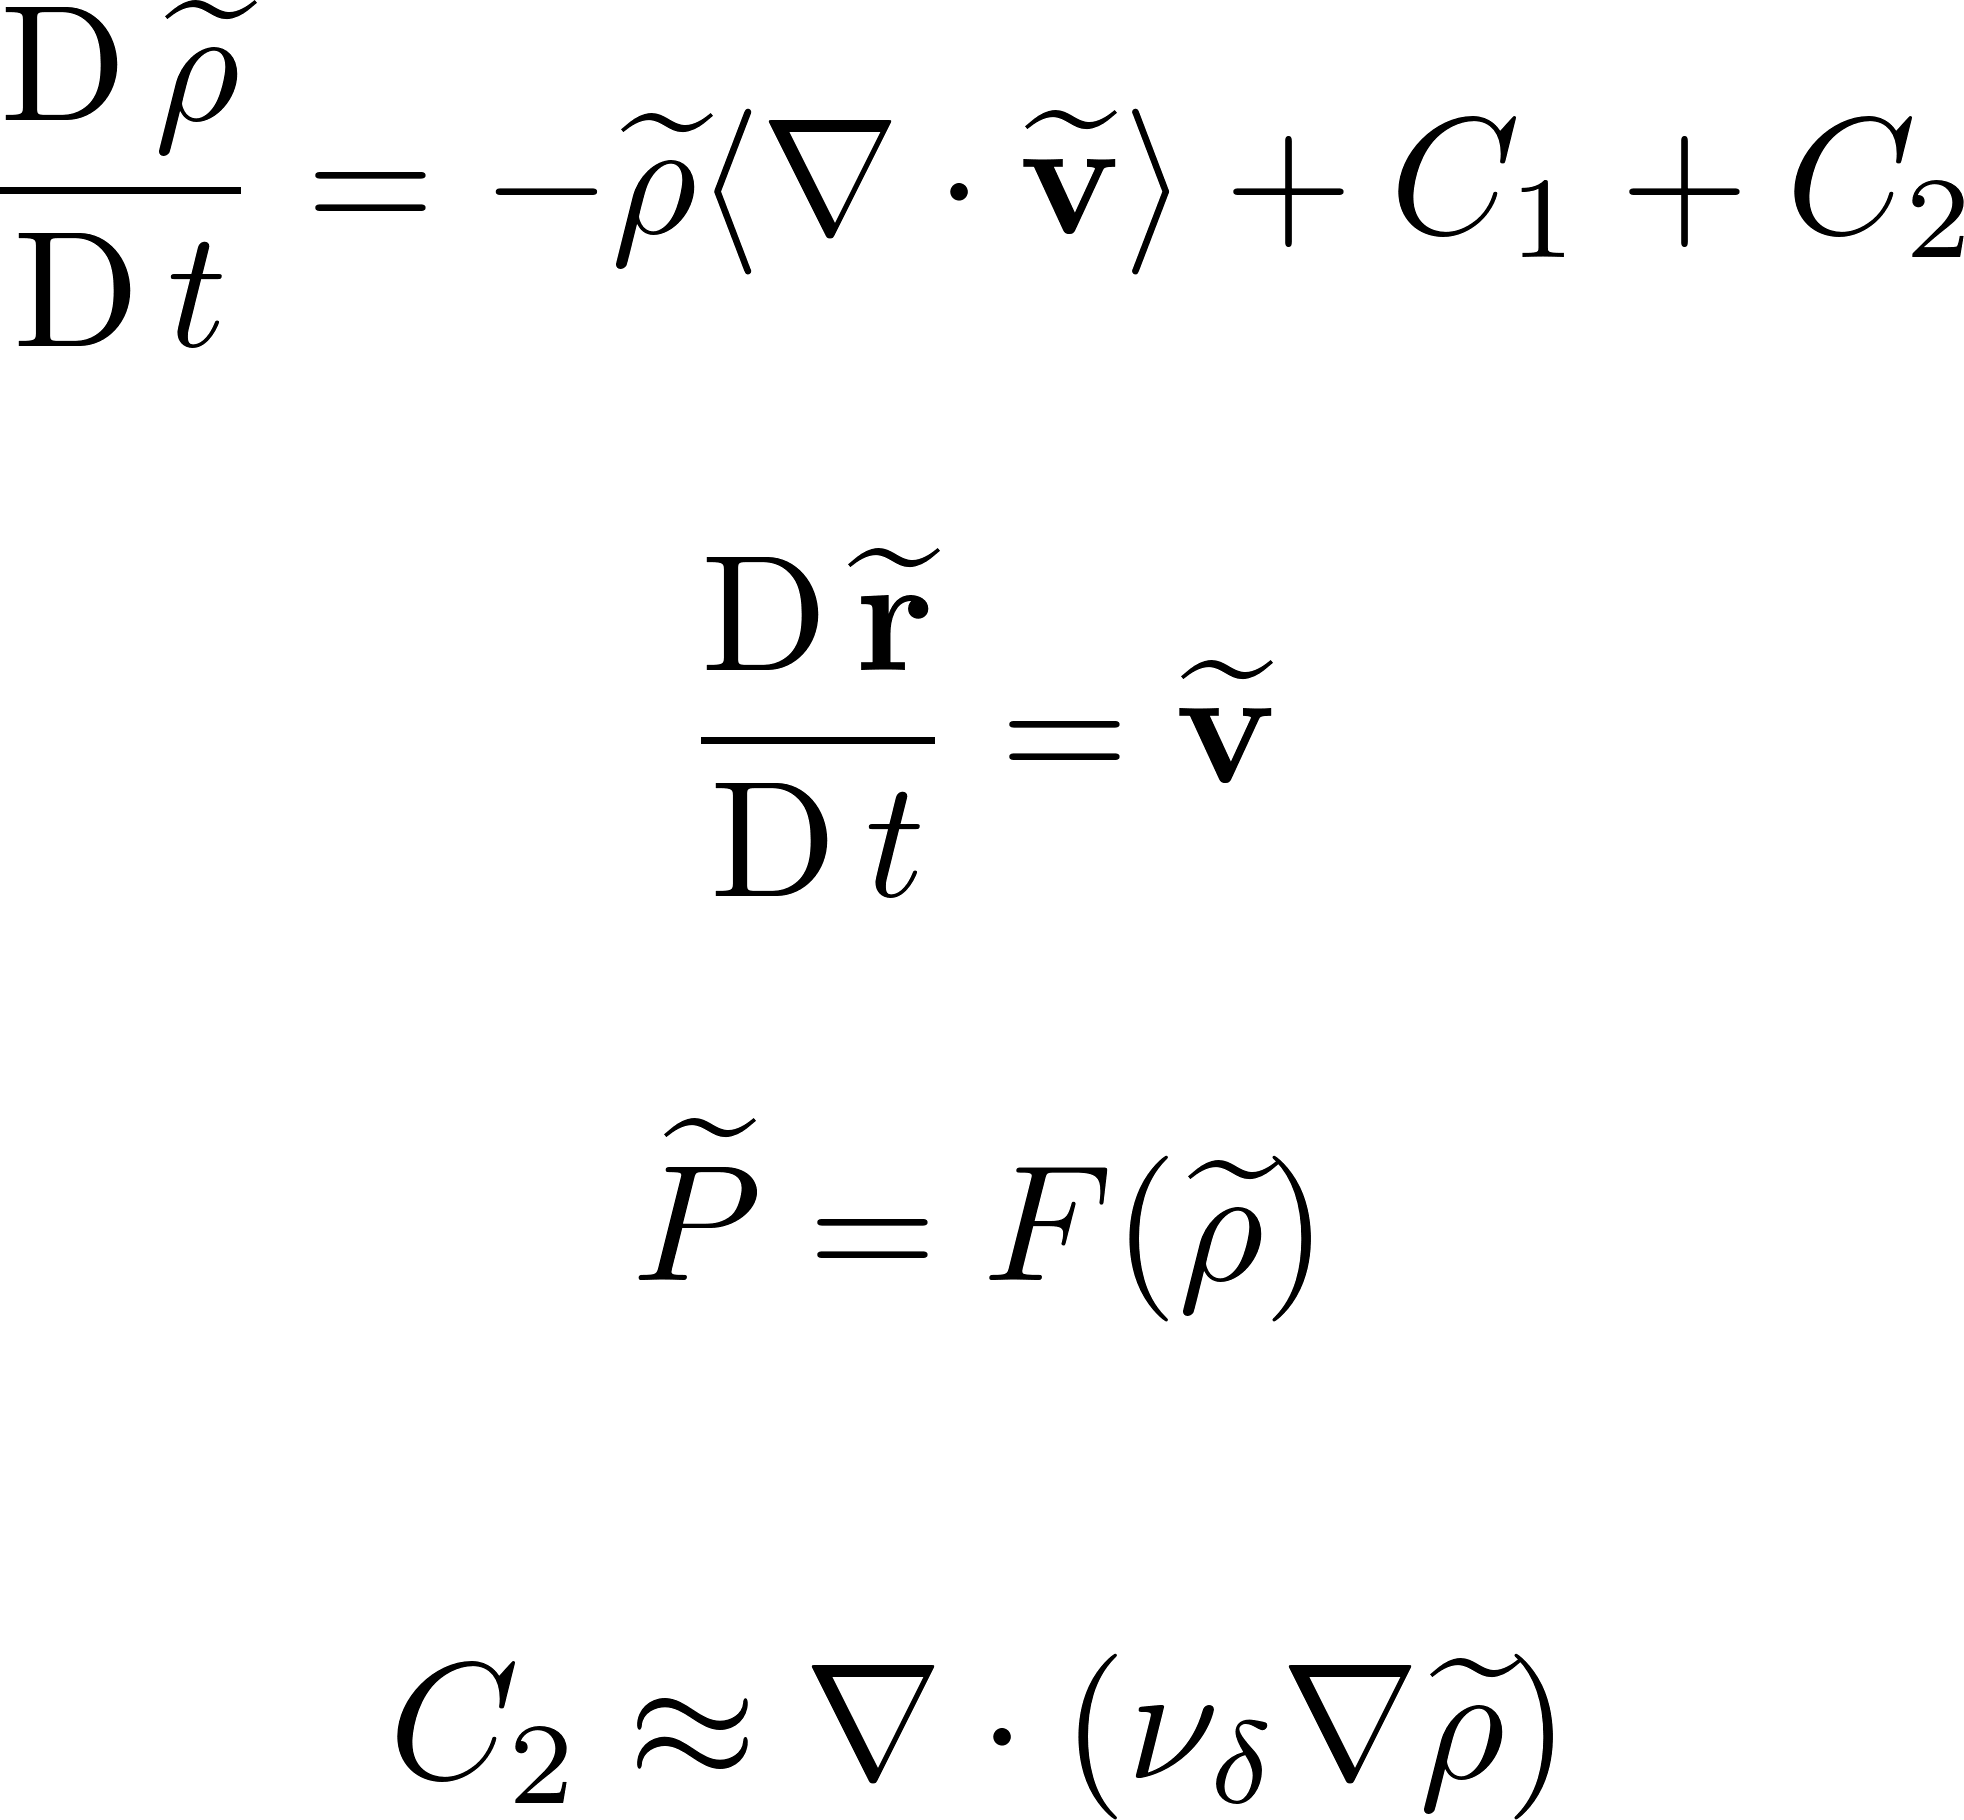 \frac{\mathrm{D}\,\widetilde{\rho}}{\mathrm{D}\,t} = -\widetilde{\rho}\langle\nabla\cdot\widetilde{\mathbf{v}}\rangle + C_1 + C_2
\frac{\mathrm{D}\,\widetilde{\mathbf{r}}}{\mathrm{D}\,t} = \widetilde{\mathbf{v}}
\widetilde{P} = F(\widetilde{\rho})
C_2 \approx \nabla\cdot(\nu_\delta\nabla\widetilde{\rho})